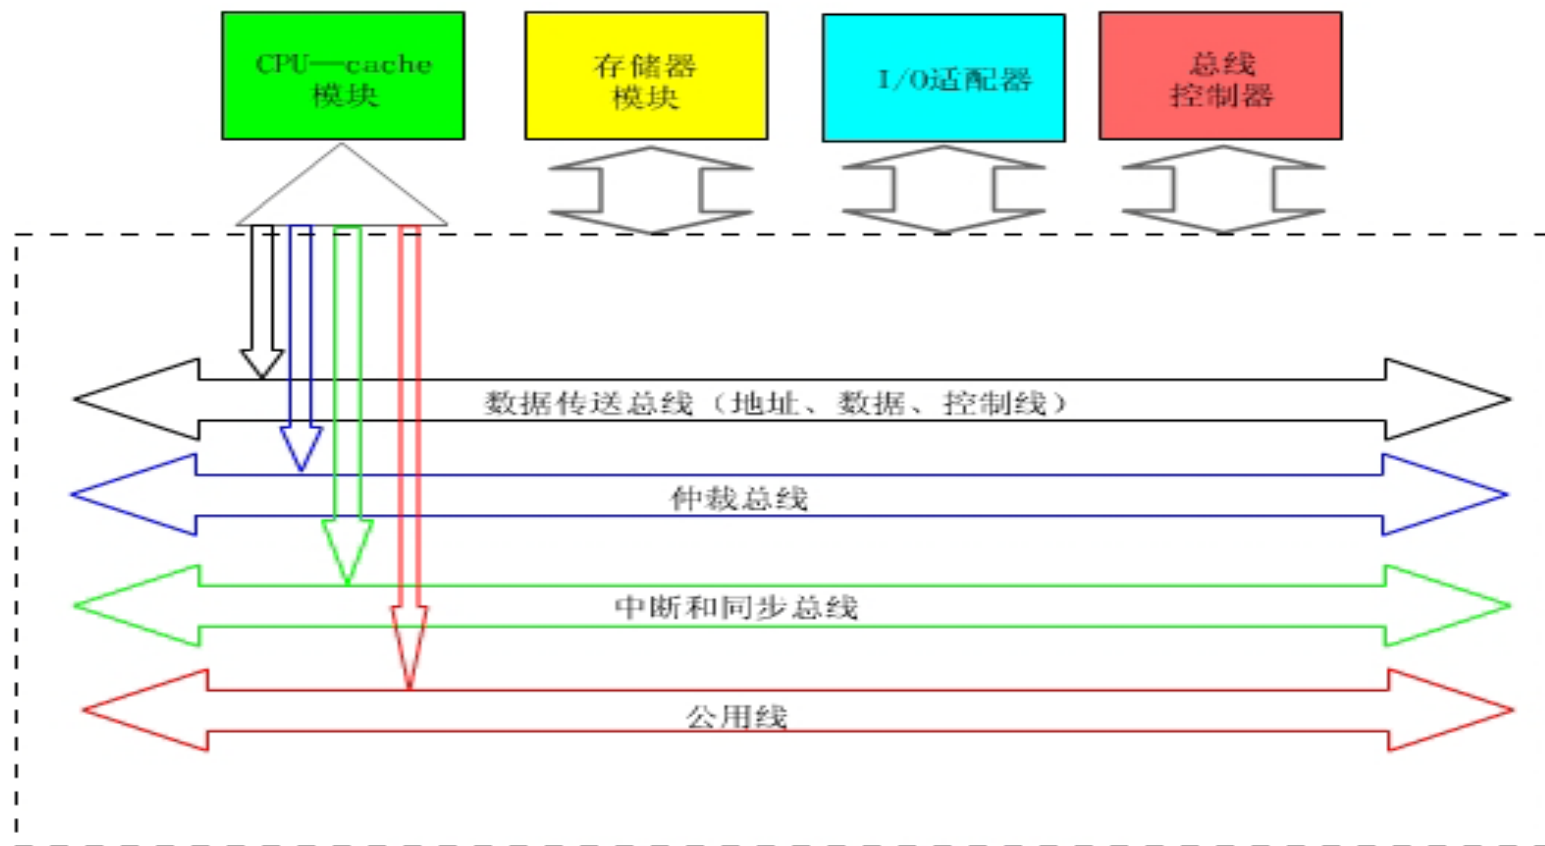 CPU—cache
模块
存储器
模块
I/O适配器
总线
控制器
数据传送总线（地址、数据、控制线）
仲裁总线
中断和同步总线
公用线